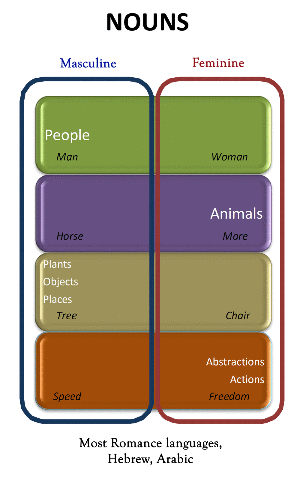 NOUNS
Masculine Feminine
People
Man Woman
Animals
Horse More
Plants
Objects
Places
Tree Chair
Abstractions
Actions
Speed Freedom
Most Romance languages,
Hebrew, Arabic